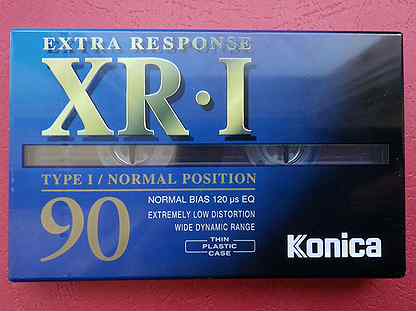 EXTRA RESPONSE
XR·I
TYPE I / NORMAL POSITION
90
NORMAL BIAS 120 µs EQ
EXTREMELY LOW DISTORTION
WIDE DYNAMIC RANGE
THIN
PLASTIC
CASE
Konica